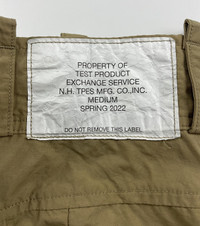 PROPERTY OF
TEST PRODUCT
EXCHANGE SERVICE
N.H. TPES MFG. CO.,INC.
MEDIUM
SPRING 2022
DO NOT REMOVE THIS LABEL